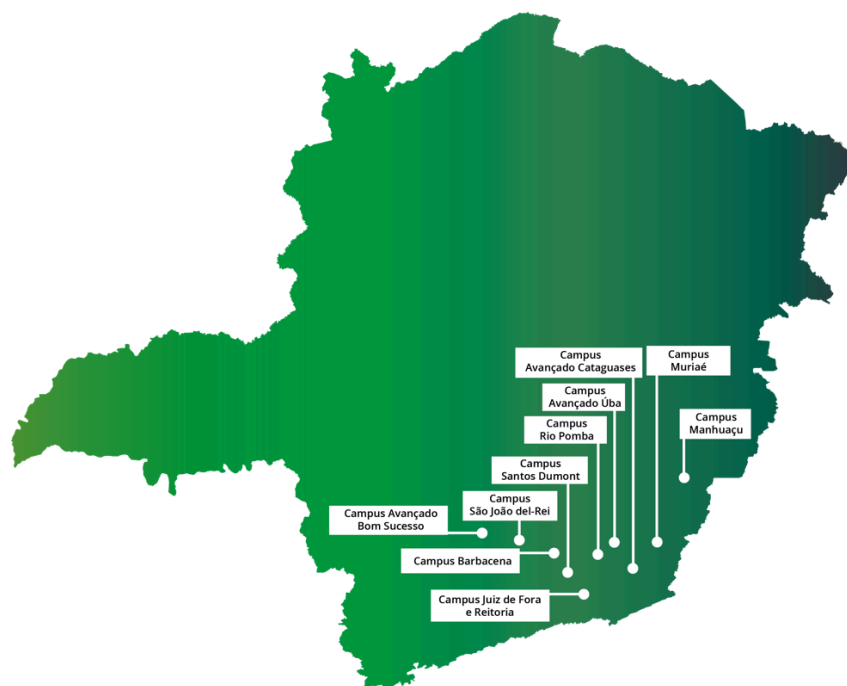 Campus
Avançado Cataguases
Campus
Muriaé
Campus
Avançado Úba
Campus
Manhuaçu
Campus
Rio Pomba
Campus
Santos Dumont
Campus
São João del-Rei
Campus Avançado
Bom Sucesso
Campus Barbacena
Campus Juiz de Fora
e Reitoria